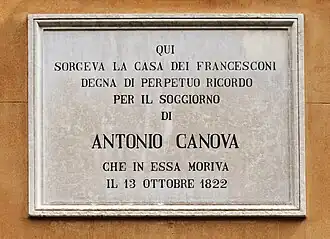 QUI
SORGEVA LA CASA DEI FRANCESCONI
DEGNA DI PERPETUO RICORDO
PER IL SOGGIORNO
DI
ANTONIO CANOVA
CHE IN ESSA MORIVA
IL 13 OTTOBRE 1822